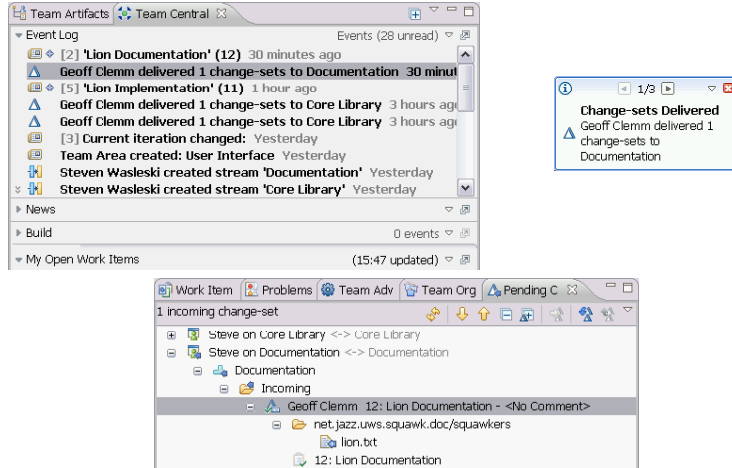 Team Artifacts Team Central
Event Log Events (28 unread)
[2] 'Lion Documentation' (12) 30 minutes ago
Geoff Clemm delivered 1 change-sets to Documentation 30 minut
[5] 'Lion Implementation' (11) 1 hour ago
Geoff Clemm delivered 1 change-sets to Core Library 3 hours ago
Geoff Clemm delivered 1 change-sets to Core Library 3 hours ago
[3] Current iteration changed: Yesterday
Team Area created: User Interface Yesterday
Steven Wasleski created stream 'Documentation' Yesterday
Steven Wasleski created stream 'Core Library' Yesterday
News
Build 0 events
My Open Work Items (15:47 updated)
1/3
Change-sets Delivered
Geoff Clemm delivered 1
change-sets to
Documentation
Work Item Problems Team Adv Team Org Pending C
1 incoming change-set
Steve on Core Library <-> Core Library
Steve on Documentation <-> Documentation
Documentation
Incoming
Geoff Clemm 12: Lion Documentation - <No Comment>
net.jazz.uws.squawk.doc/squawkers
lion.txt
12: Lion Documentation